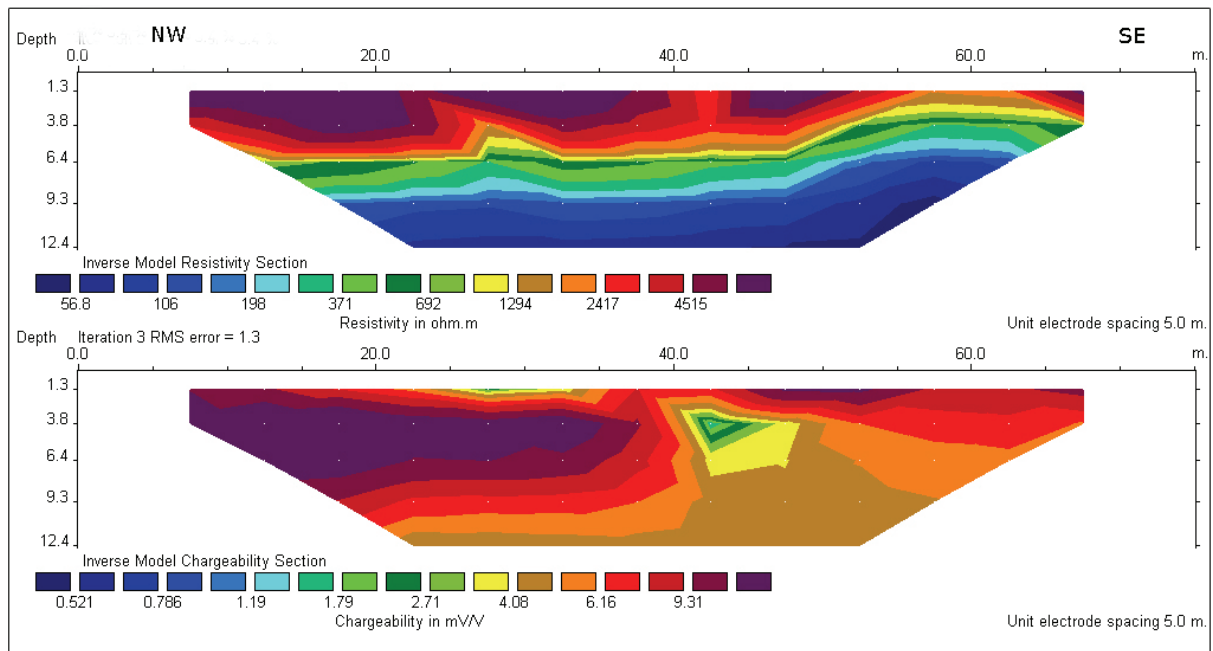 NW SE
Depth
0.0 20.0 40.0 60.0 m.
1.3
3.8
6.4
9.3
12.4
Inverse Model Resistivity Section
56.8 106 198 371 692 1294 2417 4515
Resistivity in ohm.m
Unit electrode spacing 5.0 m.
Depth Iteration 3 RMS error = 1.3
0.0 20.0 40.0 60.0 m.
1.3
3.8
6.4
9.3
12.4
Inverse Model Chargeability Section
0.521 0.786 1.19 1.79 2.71 4.08 6.16 9.31
Chargeability in mV/V
Unit electrode spacing 5.0 m.